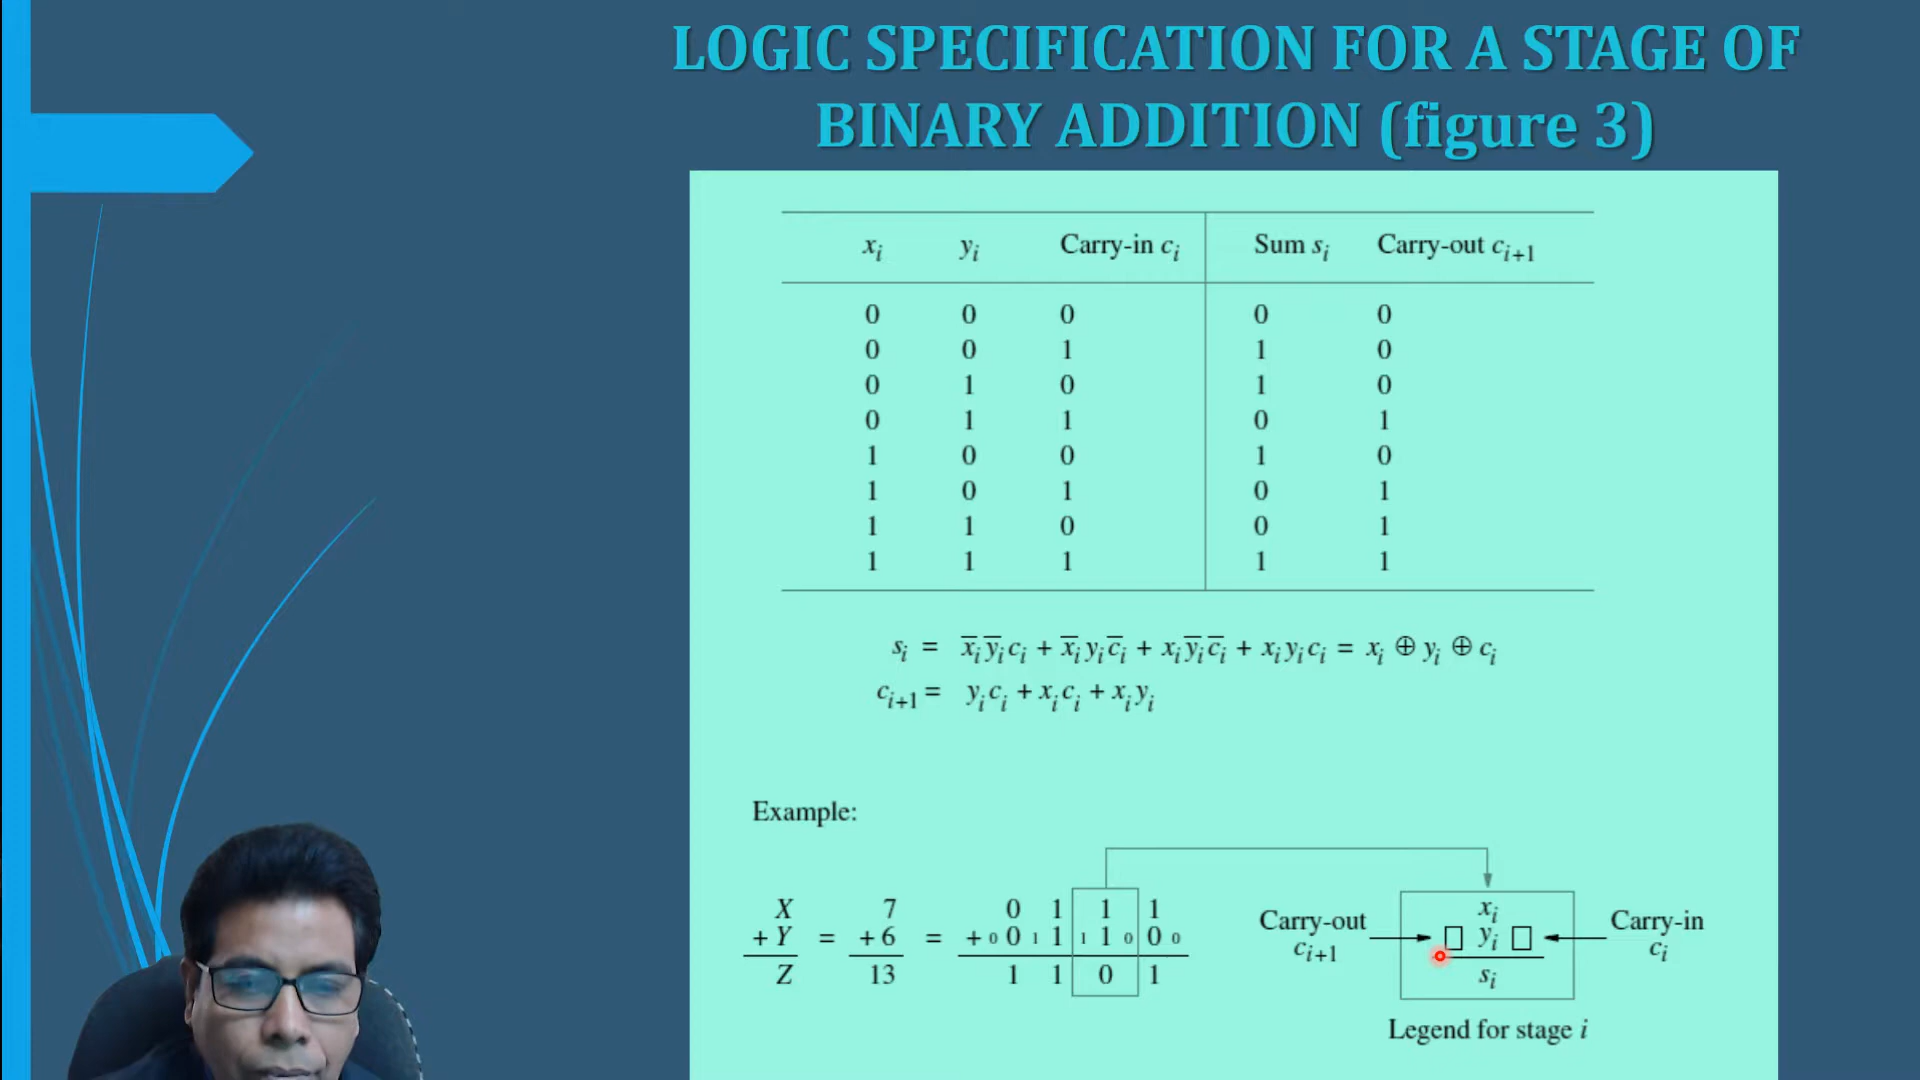 LOGIC SPECIFICATION FOR A STAGE OF
BINARY ADDITION (figure 3)
xᵢ yᵢ Carry-in cᵢ Sum sᵢ Carry-out cᵢ₊₁
0 0 0 0 0
0 0 1 1 0
0 1 0 1 0
0 1 1 0 1
1 0 0 1 0
1 0 1 0 1
1 1 0 0 1
1 1 1 1 1
sᵢ = x̅ᵢy̅ᵢcᵢ + x̅ᵢyᵢc̅ᵢ + xᵢy̅ᵢc̅ᵢ + xᵢyᵢcᵢ = xᵢ ⊕ yᵢ ⊕ cᵢ
cᵢ₊₁ = yᵢcᵢ + xᵢcᵢ + xᵢyᵢ
Example:
X 7 0 1 1 1 xᵢ
+ Y = + 6 = + 0 0 1 1 1 1 0 0 0 Carry-out cᵢ₊₁ yᵢ Carry-in cᵢ
Z 13 1 1 0 1 sᵢ
Legend for stage i